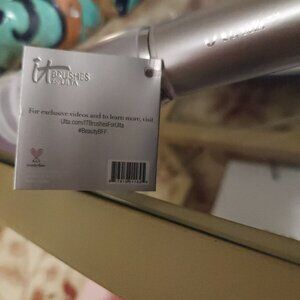 it BRUSHES
FOR ULTA
For exclusive videos and to learn more, visit
Ulta.com/ITBrushesForUlta
#BeautyBFF